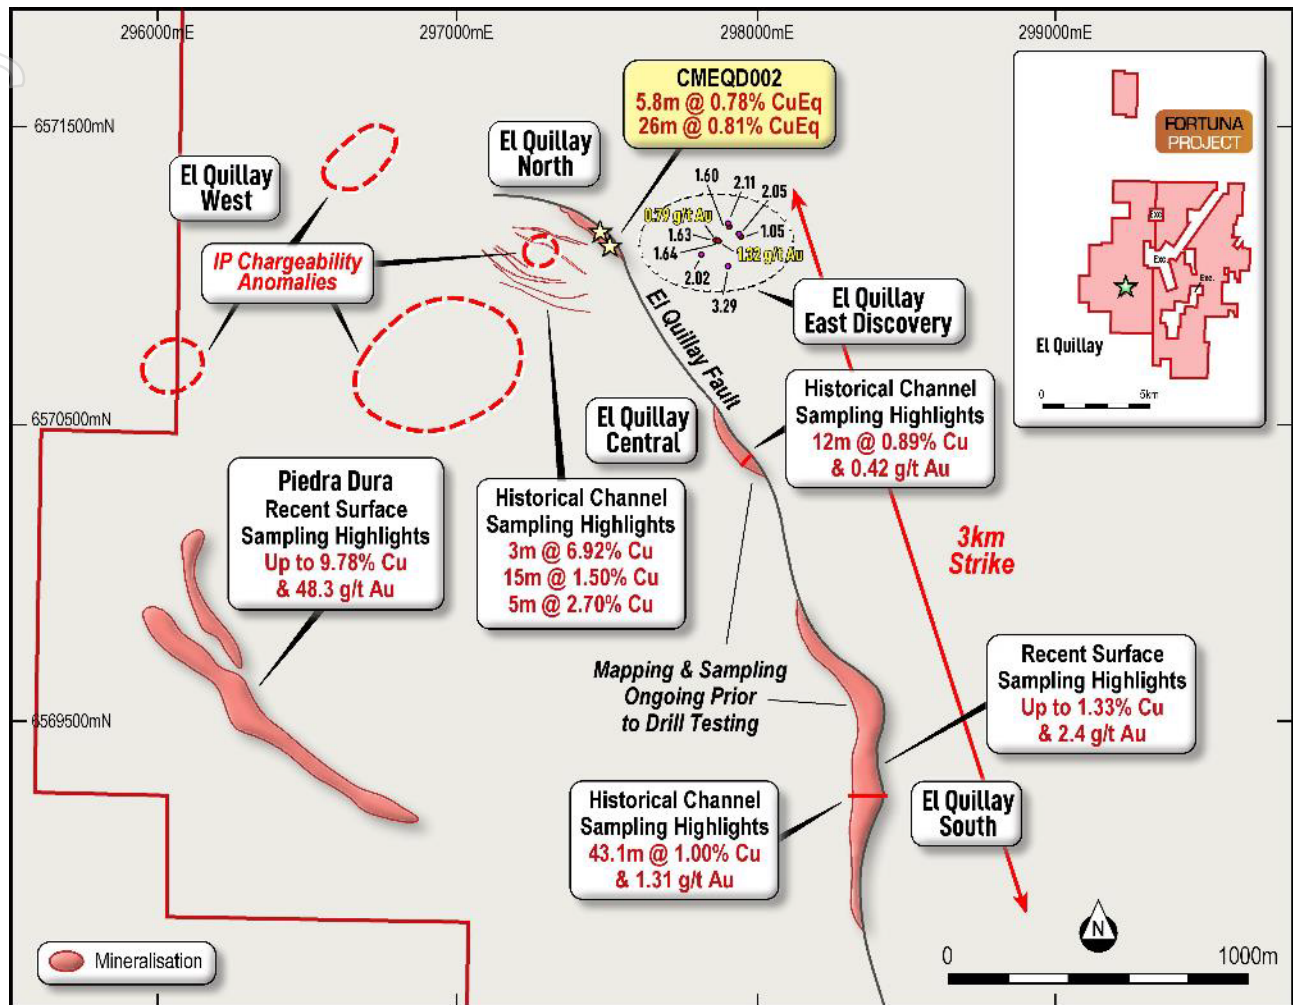 296000mE
297000mE
298000mE
299000mE
6571500mN
6570500mN
6569500mN
CMEQD002
5.8m @ 0.78% CuEq
26m @ 0.81% CuEq
El Quillay
North
El Quillay
West
IP Chargeability
Anomalies
1.60
2.11
2.05
0.79 g/t Au
1.63
1.05
1.64
1.32 g/t Au
2.02
3.29
El Quillay
East Discovery
El Quillay Fault
FORTUNA
PROJECT
Exc.
Exc.
Exc.
El Quillay
0
5km
Historical Channel
Sampling Highlights
12m @ 0.89% Cu
& 0.42 g/t Au
El Quillay
Central
Piedra Dura
Recent Surface
Sampling Highlights
Up to 9.78% Cu
& 48.3 g/t Au
Historical Channel
Sampling Highlights
3m @ 6.92% Cu
15m @ 1.50% Cu
5m @ 2.70% Cu
3km
Strike
Mapping & Sampling
Ongoing Prior
to Drill Testing
Recent Surface
Sampling Highlights
Up to 1.33% Cu
& 2.4 g/t Au
Historical Channel
Sampling Highlights
43.1m @ 1.00% Cu
& 1.31 g/t Au
El Quillay
South
N
0
1000m
Mineralisation